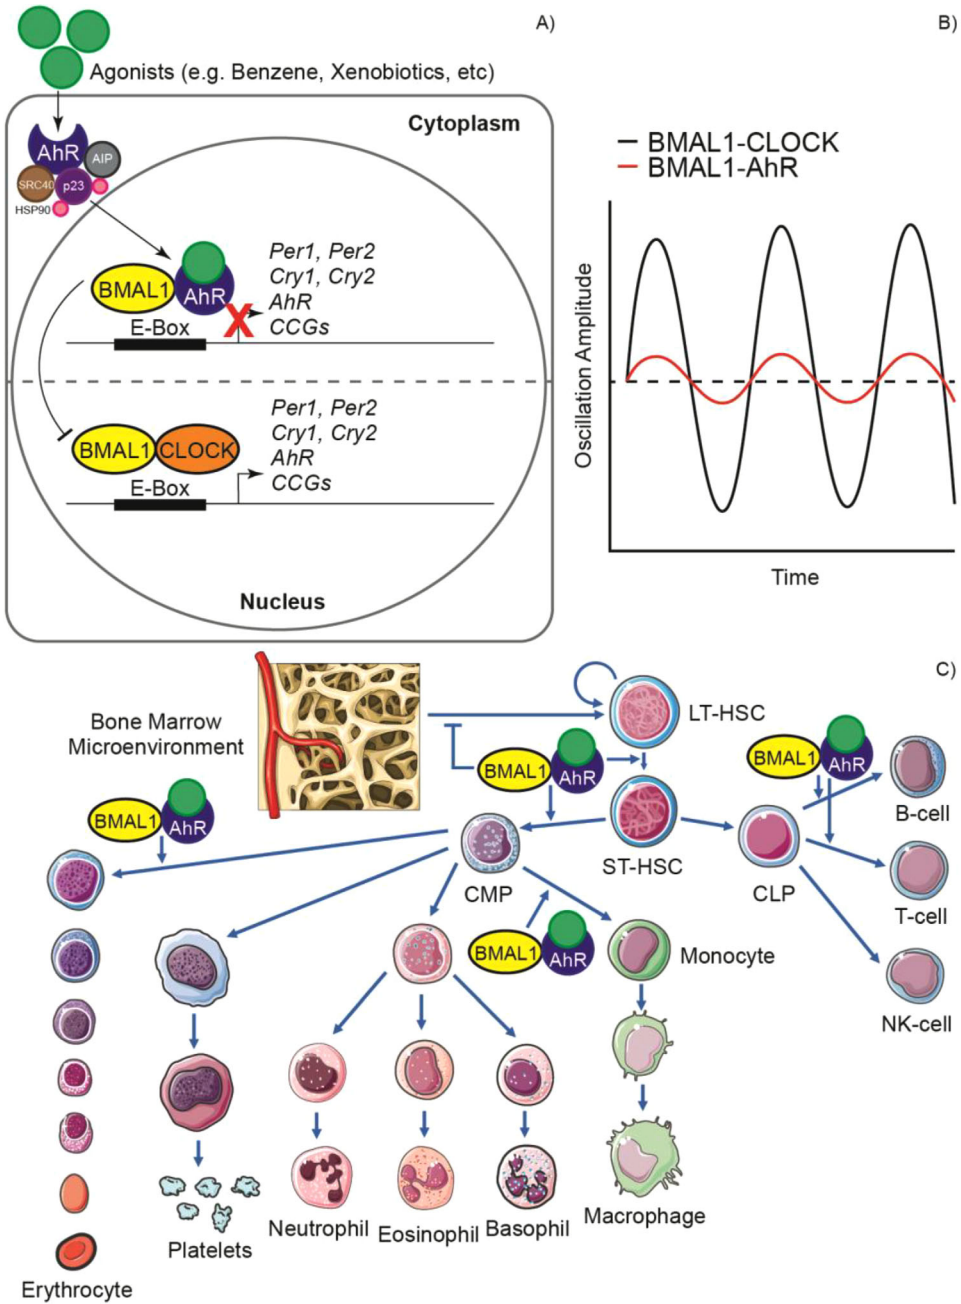 A)
Agonists (e.g. Benzene, Xenobiotics, etc)
Cytoplasm
AhR
AIP
SRC40
p23
HSP90
Per1, Per2
Cry1, Cry2
AhR
CCGs
BMAL1
AhR
X
E-Box
Per1, Per2
Cry1, Cry2
AhR
CCGs
BMAL1
CLOCK
E-Box
Nucleus
B)
BMAL1-CLOCK
BMAL1-AhR
Oscillation Amplitude
Time
C)
Bone Marrow
Microenvironment
LT-HSC
BMAL1
AhR
BMAL1
AhR
B-cell
BMAL1
AhR
ST-HSC
CMP
CLP
T-cell
BMAL1
AhR
Monocyte
NK-cell
Neutrophil
Eosinophil
Basophil
Macrophage
Platelets
Erythrocyte